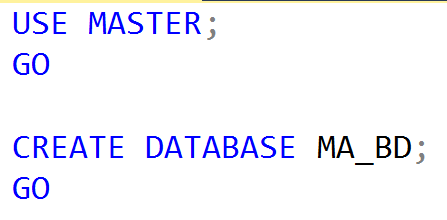 USE MASTER;
GO
CREATE DATABASE MA_BD;
GO